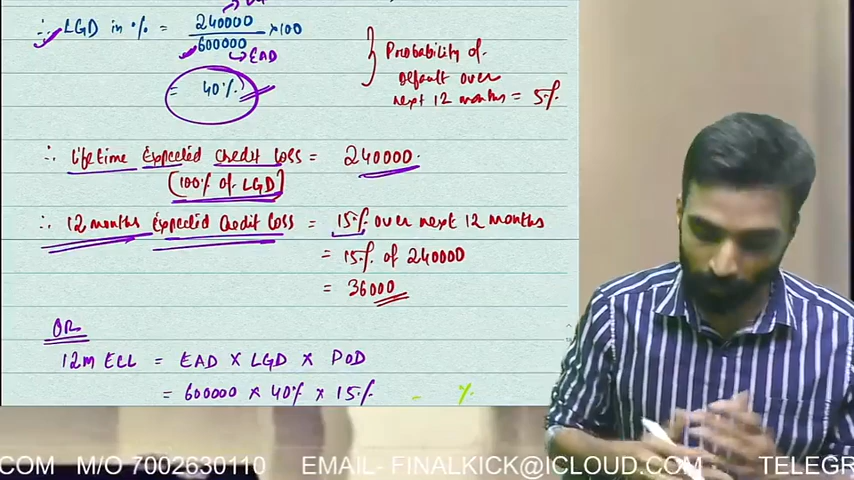 ∴ LGD in % = 240000 / 600000 × 100
→ EAD
= 40%
Probability of
Default over
next 12 months = 5%
∴ Lifetime Expected Credit loss = 240000.
(100% of LGD)
∴ 12 months Expected Credit loss = 15% over next 12 months
= 15% of 240000
= 36000
OR
12m ECL = EAD × LGD × POD
= 600000 × 40% × 15%
%
COM M/O 7002630110 EMAIL- FINALKICK@ICLOUD.COM TELEGR